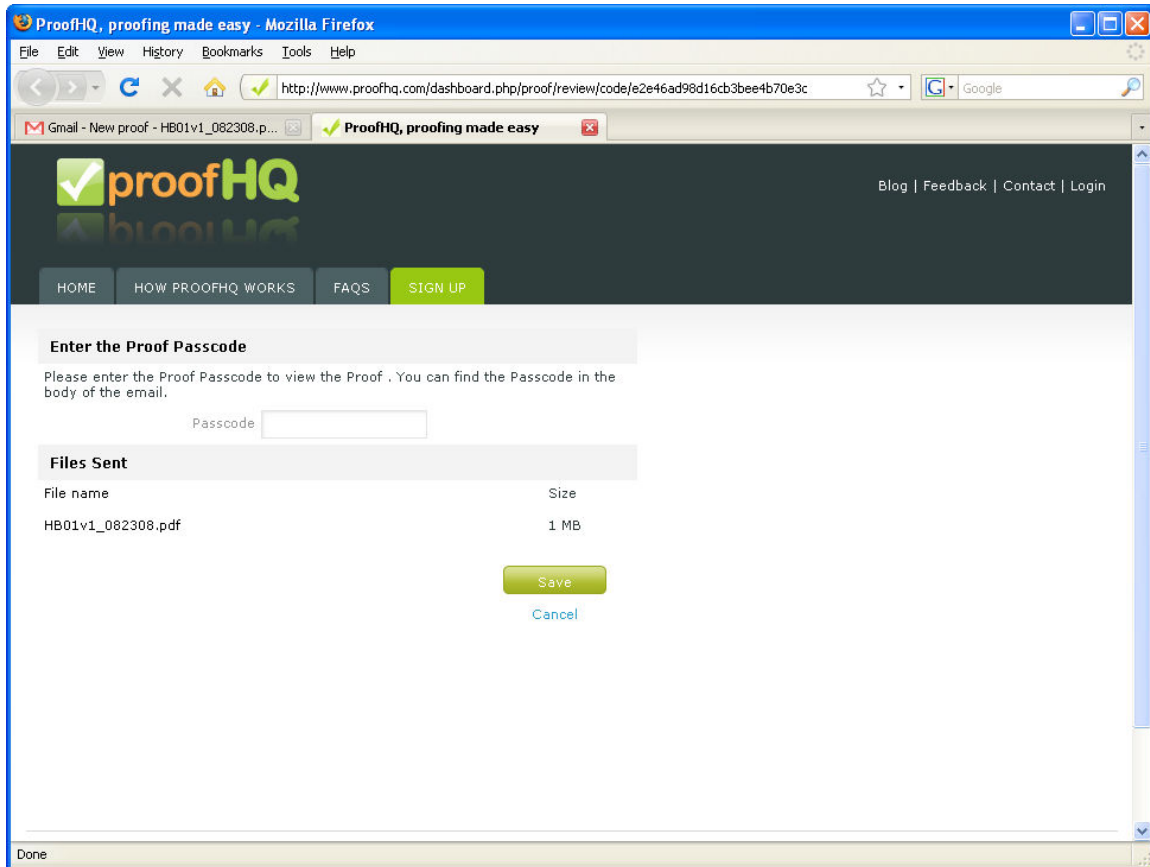 ProofHQ, proofing made easy - Mozilla Firefox
File Edit View History Bookmarks Tools Help
http://www.proofhq.com/dashboard.php/proof/review/code/e2e46ad98d16cb3bee4b70e3c
G Google
Gmail - New proof - HB01v1_082308.p... ProofHQ, proofing made easy
proofHQ
Blog | Feedback | Contact | Login
HOME HOW PROOFHQ WORKS FAQS SIGN UP
Enter the Proof Passcode
Please enter the Proof Passcode to view the Proof . You can find the Passcode in the
body of the email.
Passcode
Files Sent
File name Size
HB01v1_082308.pdf 1 MB
Save
Cancel
Done